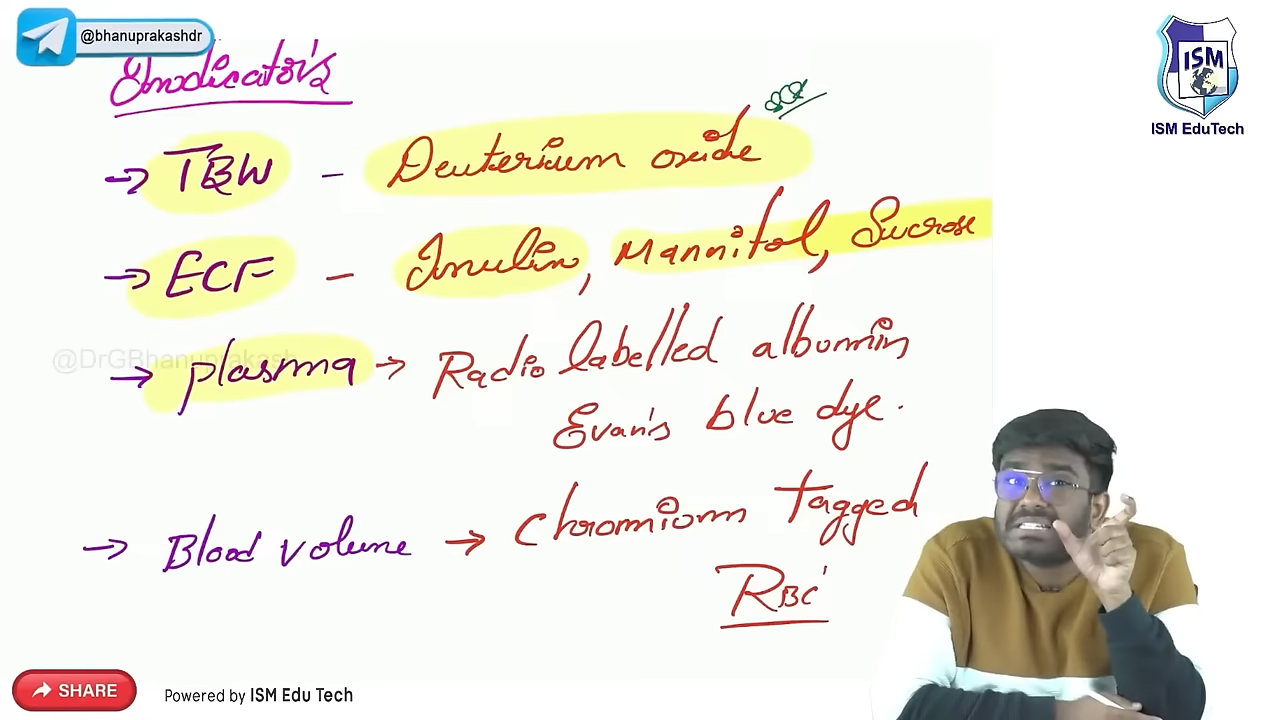 @bhanuprakashdr
Indicators
ISM
ISM EduTech
→ TBW - Deuterium oxide
→ ECF - Inulin, Mannitol, Sucrose
@DrGBhanuprakash
→ plasma → Radio labelled albumin
Evan's blue dye.
→ Blood volume → Chromium tagged
RBC'
SHARE
Powered by ISM Edu Tech